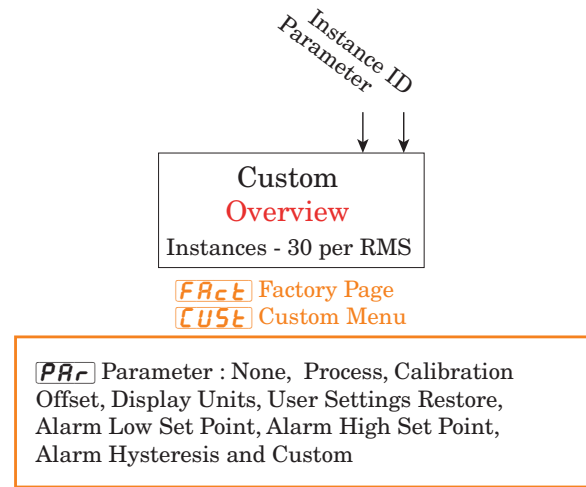 Instance ID
Parameter
Custom
Overview
Instances - 30 per RMS
FAct Factory Page
CUSt Custom Menu
PAr Parameter : None, Process, Calibration
Offset, Display Units, User Settings Restore,
Alarm Low Set Point, Alarm High Set Point,
Alarm Hysteresis and Custom